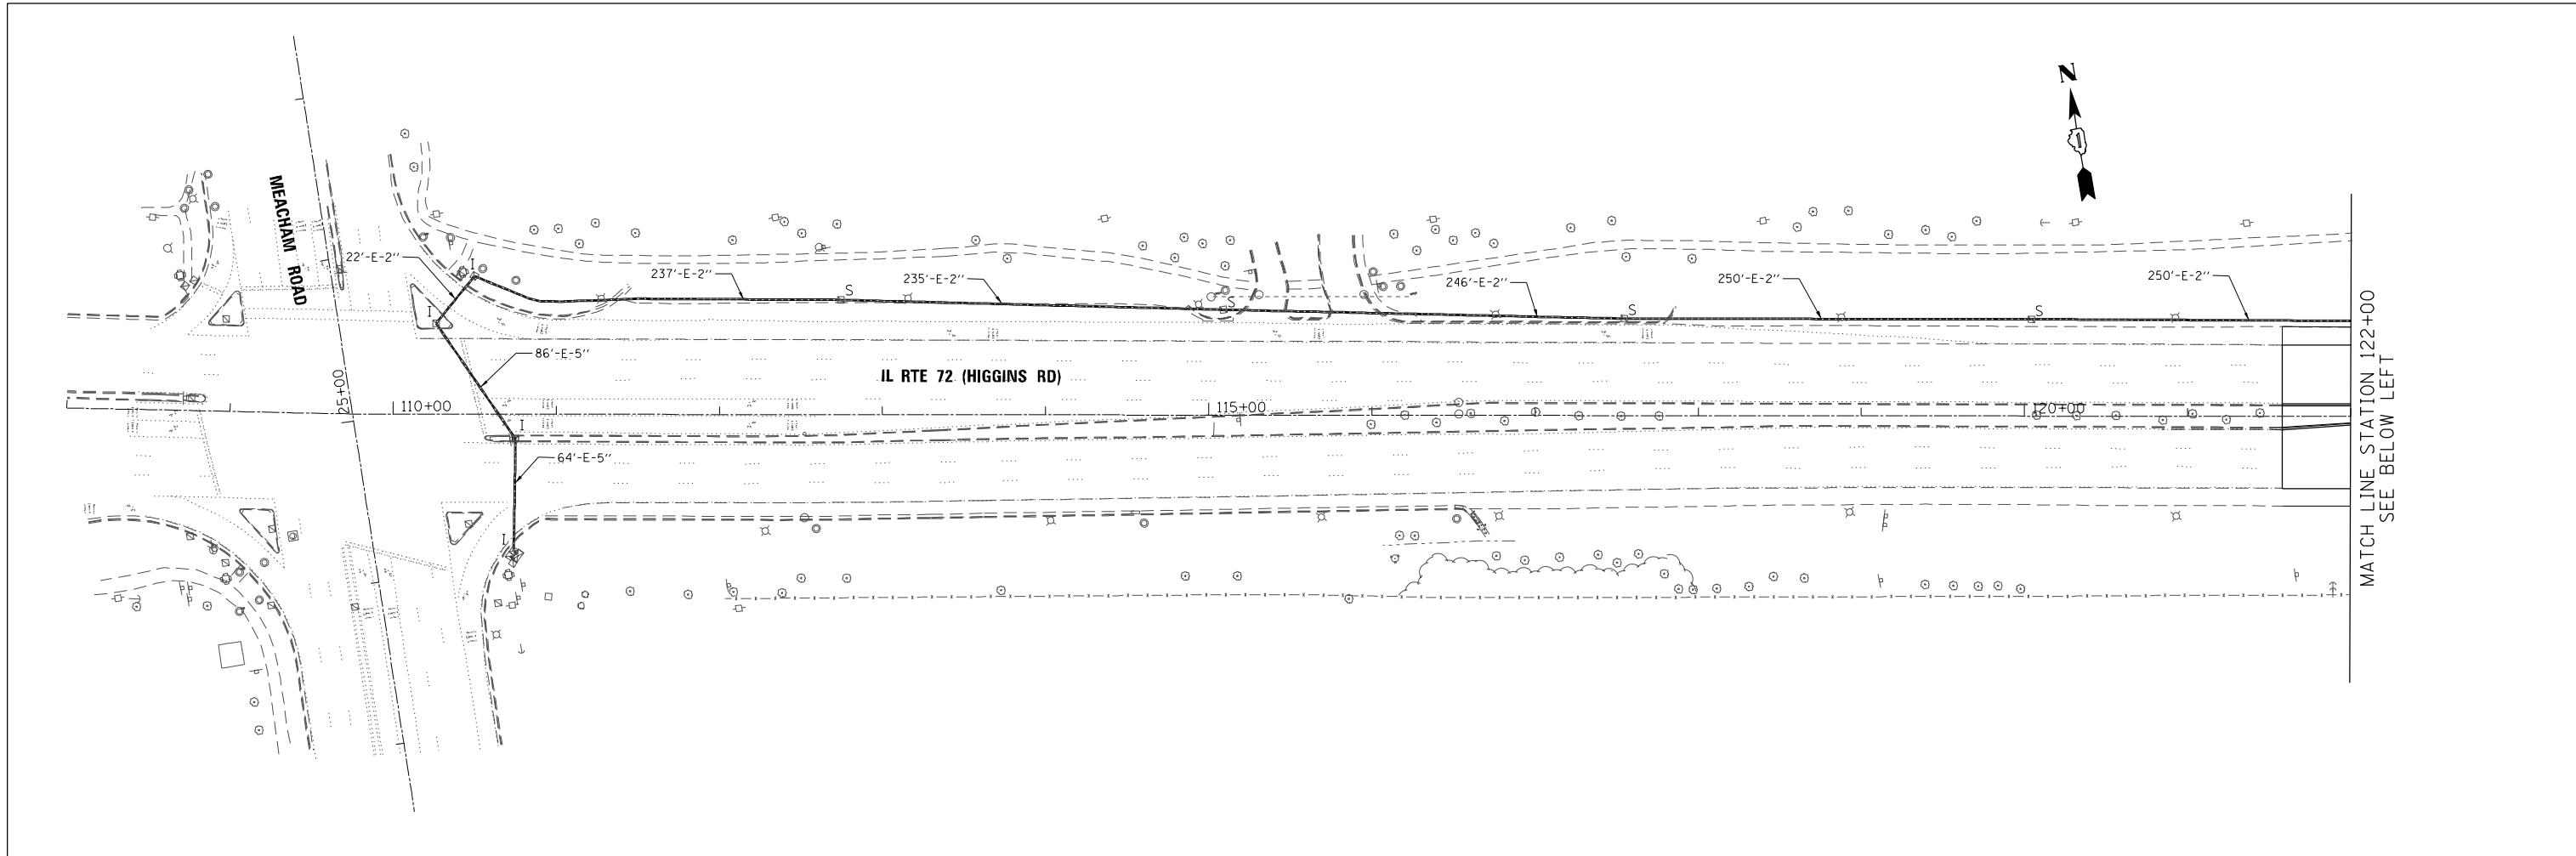 N
MEACHAM ROAD
22'-E-2''
I
237'-E-2''
S
235'-E-2''
S
246'-E-2''
S
250'-E-2''
S
250'-E-2''
I
86'-E-5''
IL RTE 72 (HIGGINS RD)
25+00
110+00
115+00
120+00
I
64'-E-5''
I
MATCH LINE STATION 122+00
SEE BELOW LEFT